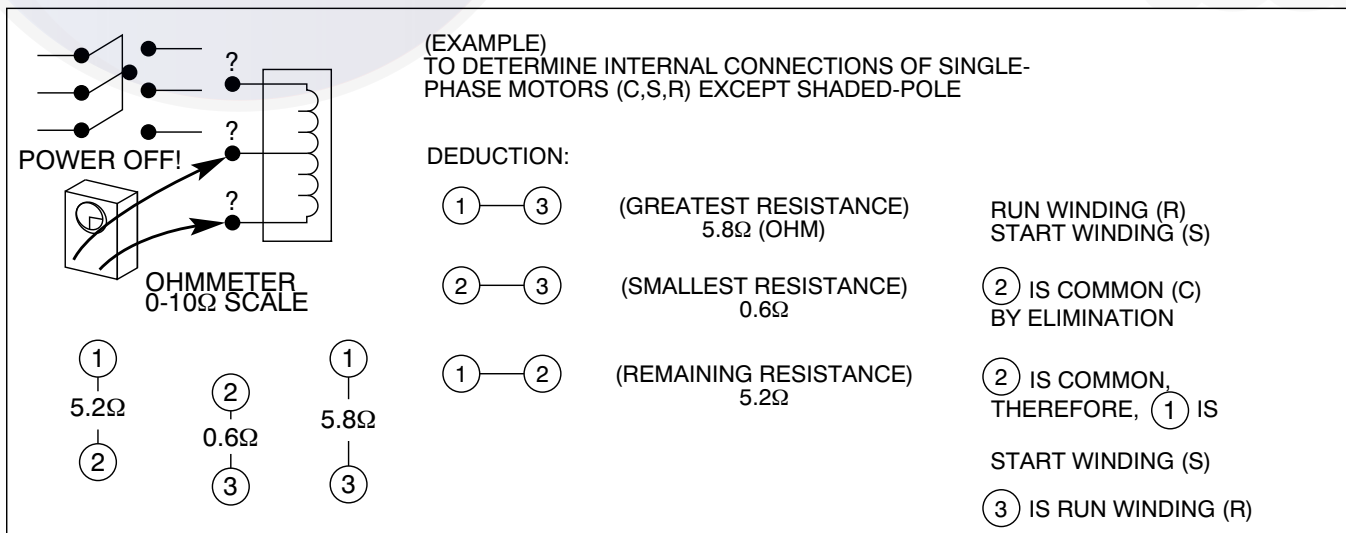 (EXAMPLE)
TO DETERMINE INTERNAL CONNECTIONS OF SINGLE-
PHASE MOTORS (C,S,R) EXCEPT SHADED-POLE
?
?
?
POWER OFF!
OHMMETER
0-10Ω SCALE
1
5.2Ω
2
2
0.6Ω
3
1
5.8Ω
3
DEDUCTION:
1 3 (GREATEST RESISTANCE) RUN WINDING (R)
5.8Ω (OHM) START WINDING (S)
2 3 (SMALLEST RESISTANCE) 2 IS COMMON (C)
0.6Ω BY ELIMINATION
1 2 (REMAINING RESISTANCE) 2 IS COMMON,
5.2Ω THEREFORE, 1 IS
START WINDING (S)
3 IS RUN WINDING (R)